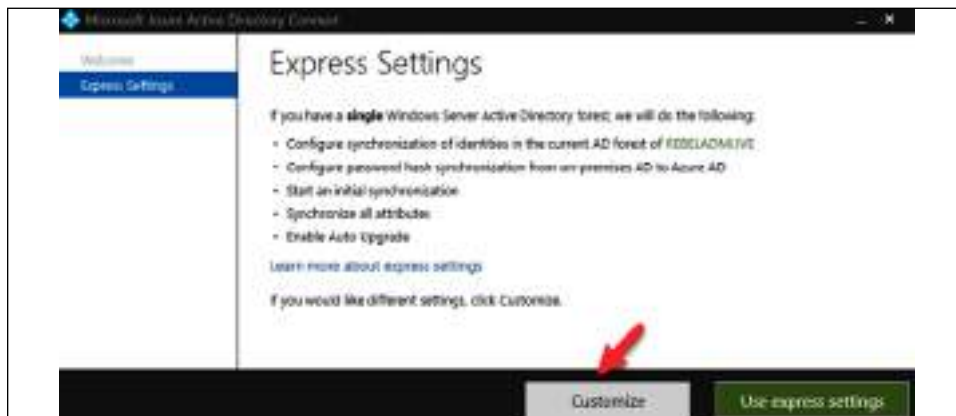 Microsoft Azure Active Directory Connect
Welcome
Express Settings
Express Settings
If you have a single Windows Server Active Directory forest, we will do the following:
• Configure synchronization of identities in the current AD forest of REBELADMLIVE
• Configure password hash synchronization from on-premises AD to Azure AD
• Start an initial synchronization
• Synchronize all attributes
• Enable Auto Upgrade
Learn more about express settings
If you would like different settings, click Customize.
Customize
Use express settings